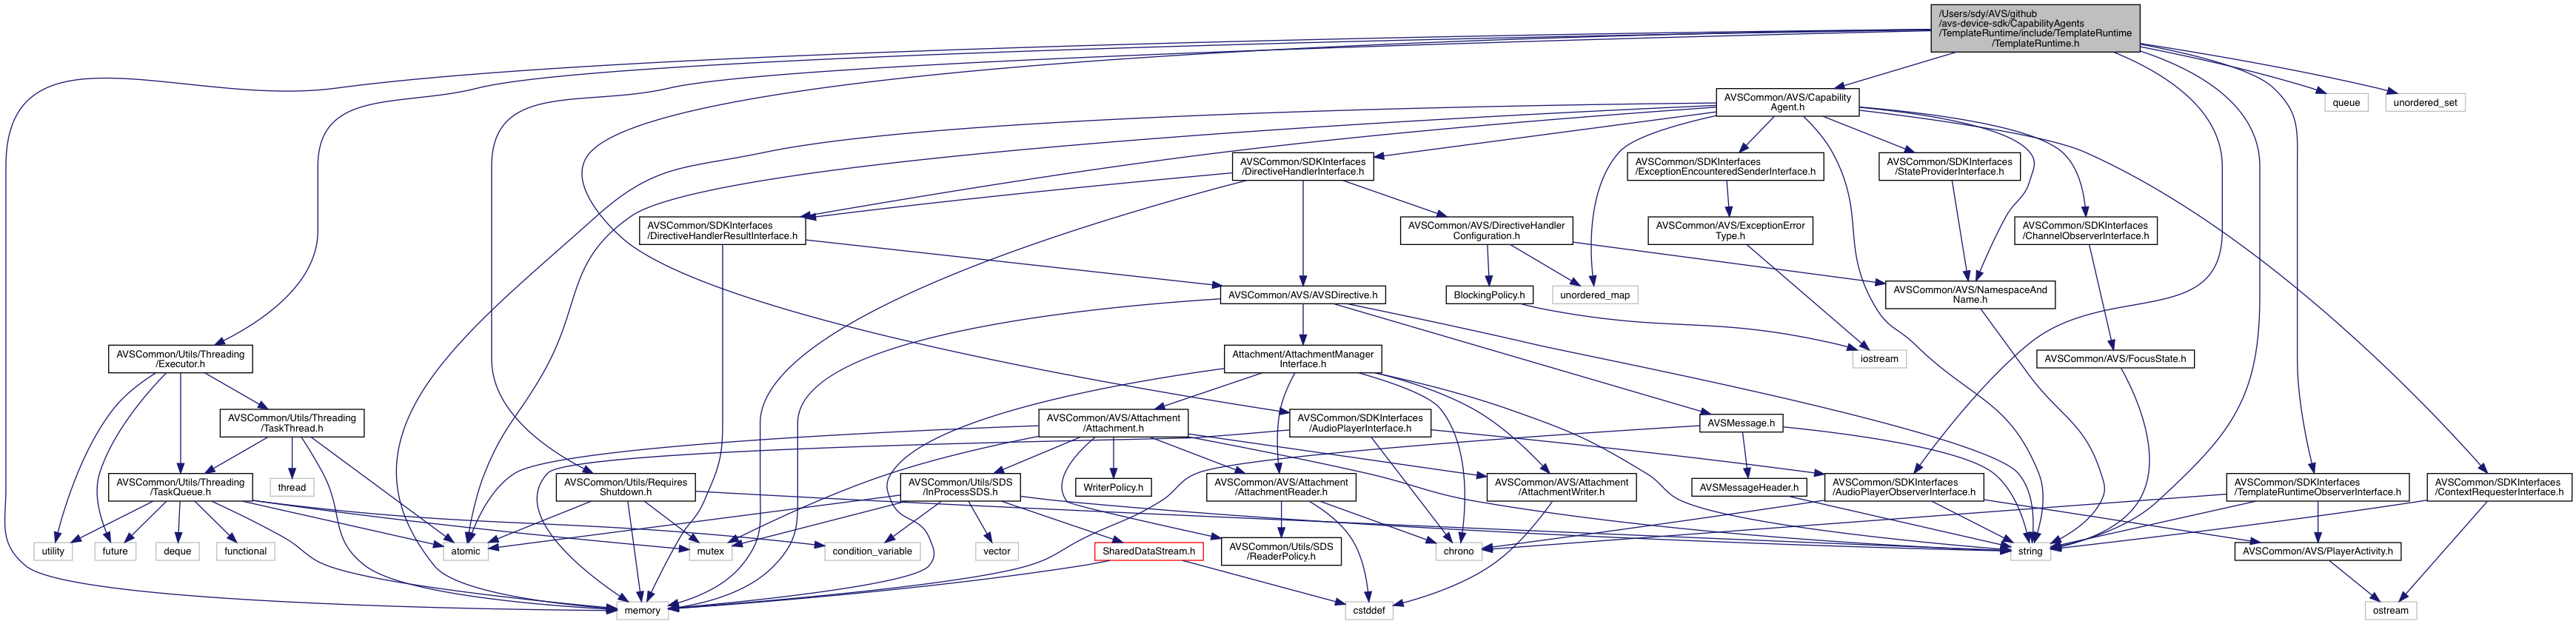 /Users/sdy/AVS/github
/avs-device-sdk/CapabilityAgents
/TemplateRuntime/include/TemplateRuntime
/TemplateRuntime.h
AVSCommon/AVS/Capability
Agent.h
queue
unordered_set
AVSCommon/SDKInterfaces
/DirectiveHandlerInterface.h
AVSCommon/SDKInterfaces
/ExceptionEncounteredSenderInterface.h
AVSCommon/SDKInterfaces
/StateProviderInterface.h
AVSCommon/SDKInterfaces
/DirectiveHandlerResultInterface.h
AVSCommon/AVS/DirectiveHandler
Configuration.h
AVSCommon/AVS/ExceptionError
Type.h
AVSCommon/SDKInterfaces
/ChannelObserverInterface.h
AVSCommon/AVS/AVSDirective.h
BlockingPolicy.h
unordered_map
AVSCommon/AVS/NamespaceAnd
Name.h
AVSCommon/Utils/Threading
/Executor.h
Attachment/AttachmentManager
Interface.h
iostream
AVSCommon/AVS/FocusState.h
AVSCommon/Utils/Threading
/TaskThread.h
AVSCommon/AVS/Attachment
/Attachment.h
AVSCommon/SDKInterfaces
/AudioPlayerInterface.h
AVSMessage.h
AVSCommon/Utils/Threading
/TaskQueue.h
thread
AVSCommon/Utils/Requires
Shutdown.h
AVSCommon/Utils/SDS
/InProcessSDS.h
WriterPolicy.h
AVSCommon/AVS/Attachment
/AttachmentReader.h
AVSCommon/AVS/Attachment
/AttachmentWriter.h
AVSMessageHeader.h
AVSCommon/SDKInterfaces
/AudioPlayerObserverInterface.h
AVSCommon/SDKInterfaces
/TemplateRuntimeObserverInterface.h
AVSCommon/SDKInterfaces
/ContextRequesterInterface.h
utility
future
deque
functional
atomic
mutex
condition_variable
vector
SharedDataStream.h
AVSCommon/Utils/SDS
/ReaderPolicy.h
chrono
string
AVSCommon/AVS/PlayerActivity.h
memory
cstddef
ostream